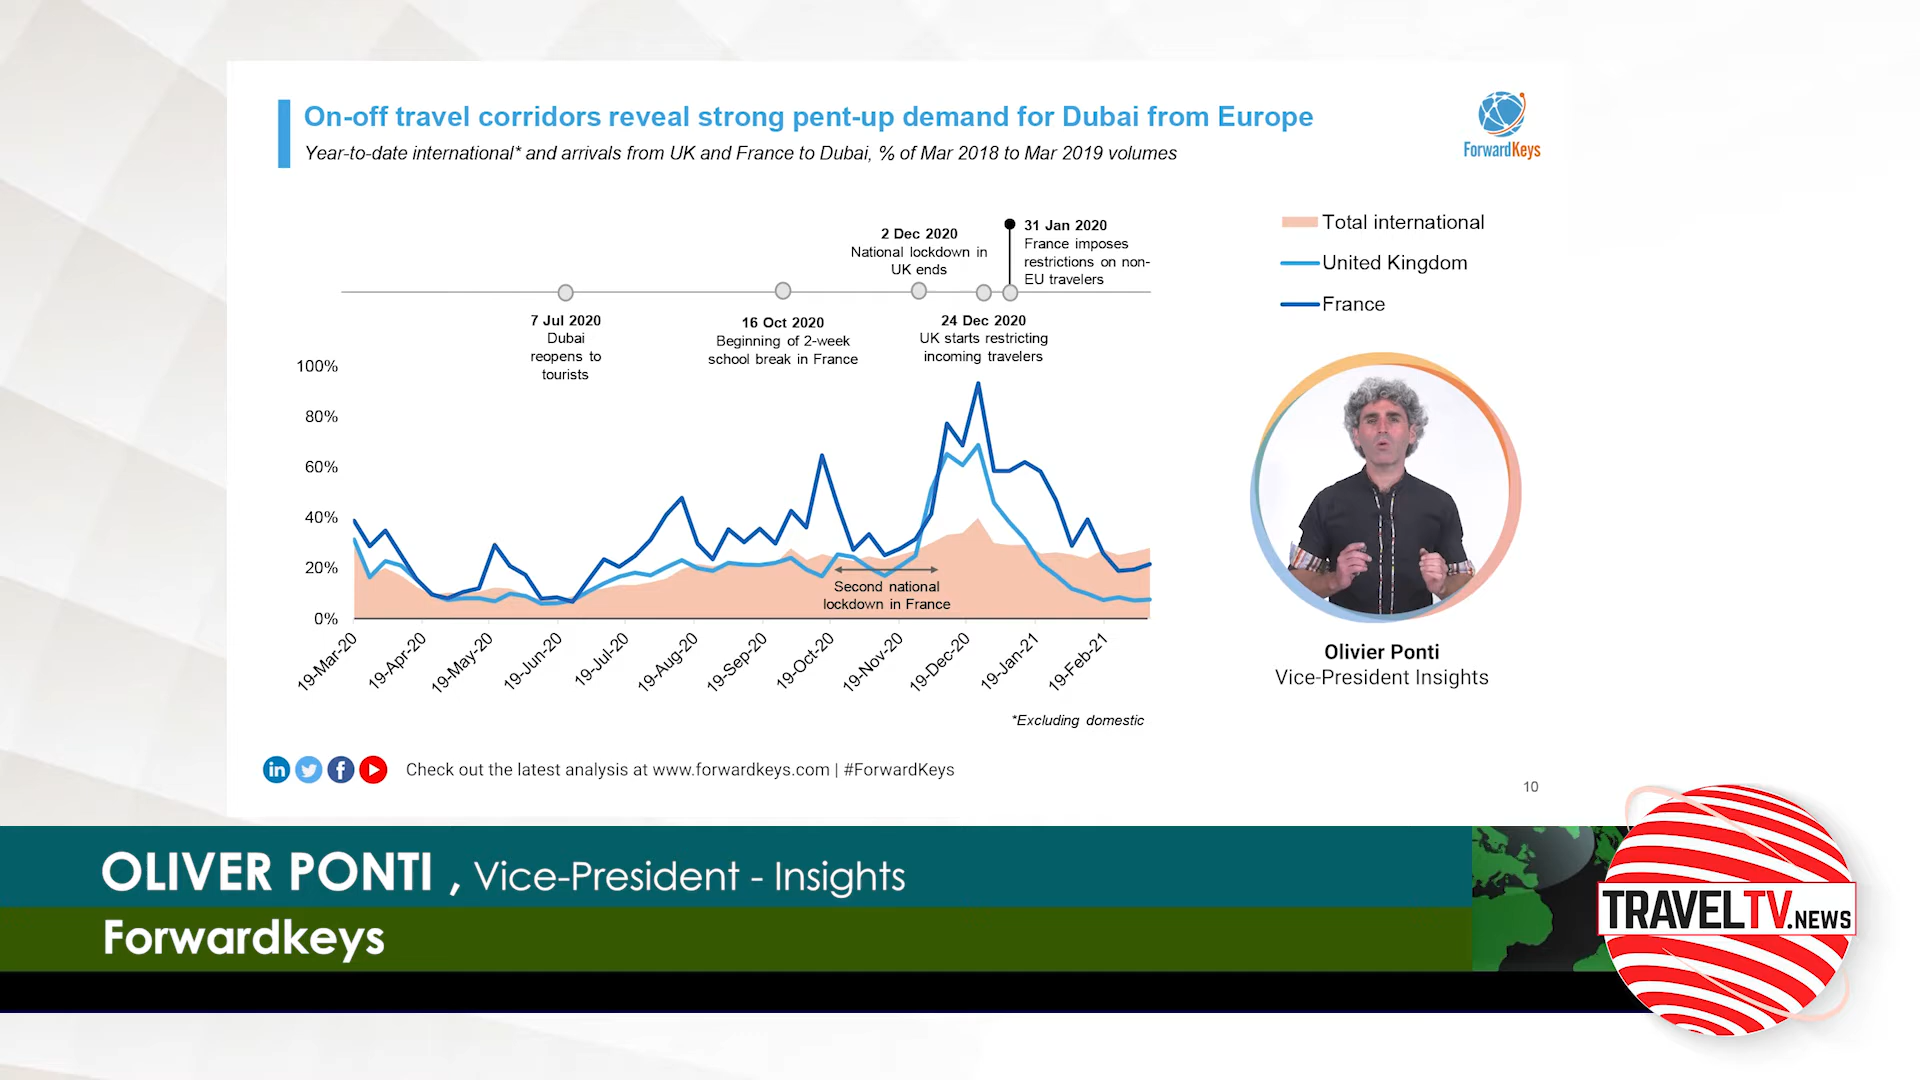 On-off travel corridors reveal strong pent-up demand for Dubai from Europe
Year-to-date international* and arrivals from UK and France to Dubai, % of Mar 2018 to Mar 2019 volumes
ForwardKeys
2 Dec 2020
National lockdown in
UK ends
31 Jan 2020
France imposes
restrictions on non-
EU travelers
7 Jul 2020
Dubai
reopens to
tourists
16 Oct 2020
Beginning of 2-week
school break in France
24 Dec 2020
UK starts restricting
incoming travelers
Total international
United Kingdom
France
100%
80%
60%
40%
20%
0%
Second national
lockdown in France
19-Mar-20
19-Apr-20
19-May-20
19-Jun-20
19-Jul-20
19-Aug-20
19-Sep-20
19-Oct-20
19-Nov-20
19-Dec-20
19-Jan-21
19-Feb-21
*Excluding domestic
Olivier Ponti
Vice-President Insights
in
f
Check out the latest analysis at www.forwardkeys.com | #ForwardKeys
10
OLIVER PONTI , Vice-President - Insights
Forwardkeys
TRAVELTV.NEWS